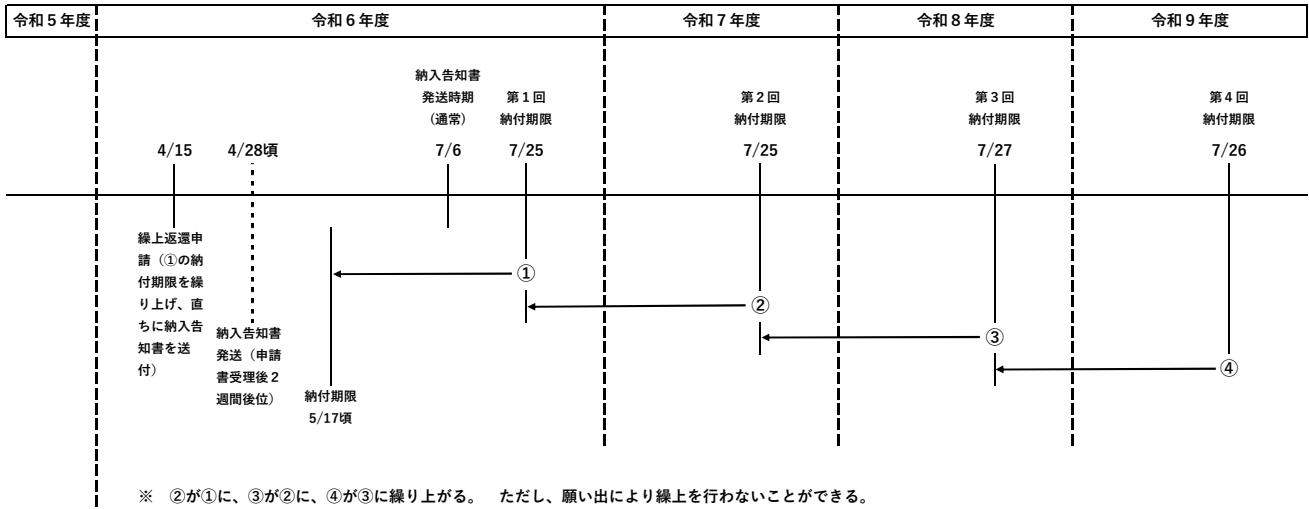 令和５年度
令和６年度
令和７年度
令和８年度
令和９年度
納入告知書
発送時期
（通常）
7/6
第１回
納付期限
7/25
第２回
納付期限
7/25
第３回
納付期限
7/27
第４回
納付期限
7/26
4/15
4/28頃
繰上返還申
請（①の納
付期限を繰
り上げ、直
ちに納入告
知書を送
付）
納入告知書
発送（申請
書受理後２
週間後位）
納付期限
5/17頃
①
②
③
④
※　②が①に、③が②に、④が③に繰り上がる。　ただし、願い出により繰上を行わないことができる。